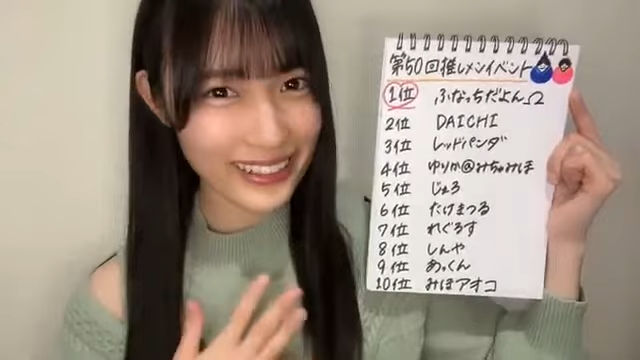 第50回推しメンイベント
1位 ふなっちだよん Ω
2位 DAICHI
3位 レッドパンダ
4位 ゆりか@みちゅみほ
5位 じょろ
6位 たけまつる
7位 れぐるす
8位 しんや
9位 あっくん
10位 みほアオコ